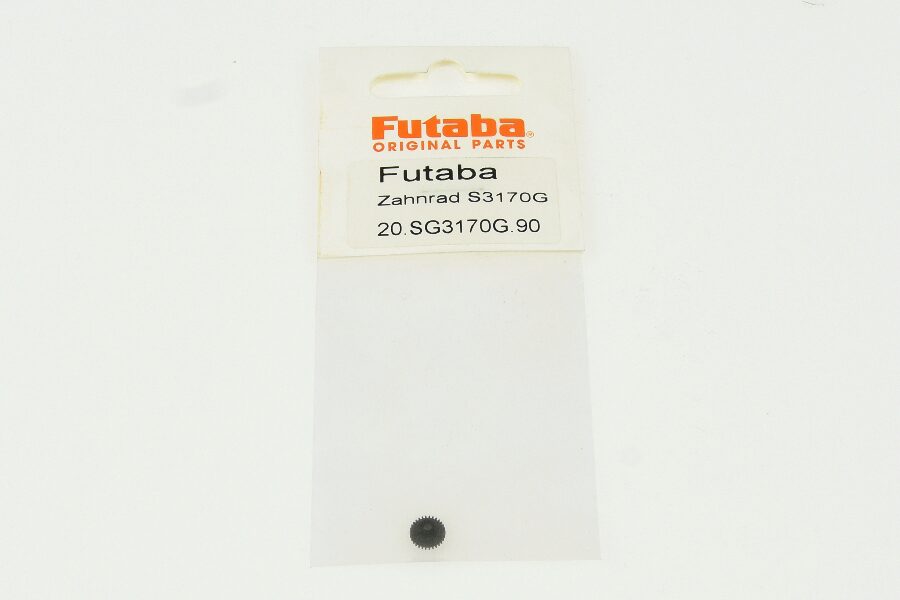 Futaba®
ORIGINAL PARTS
Futaba
Zahnrad S3170G
20.SG3170G.90